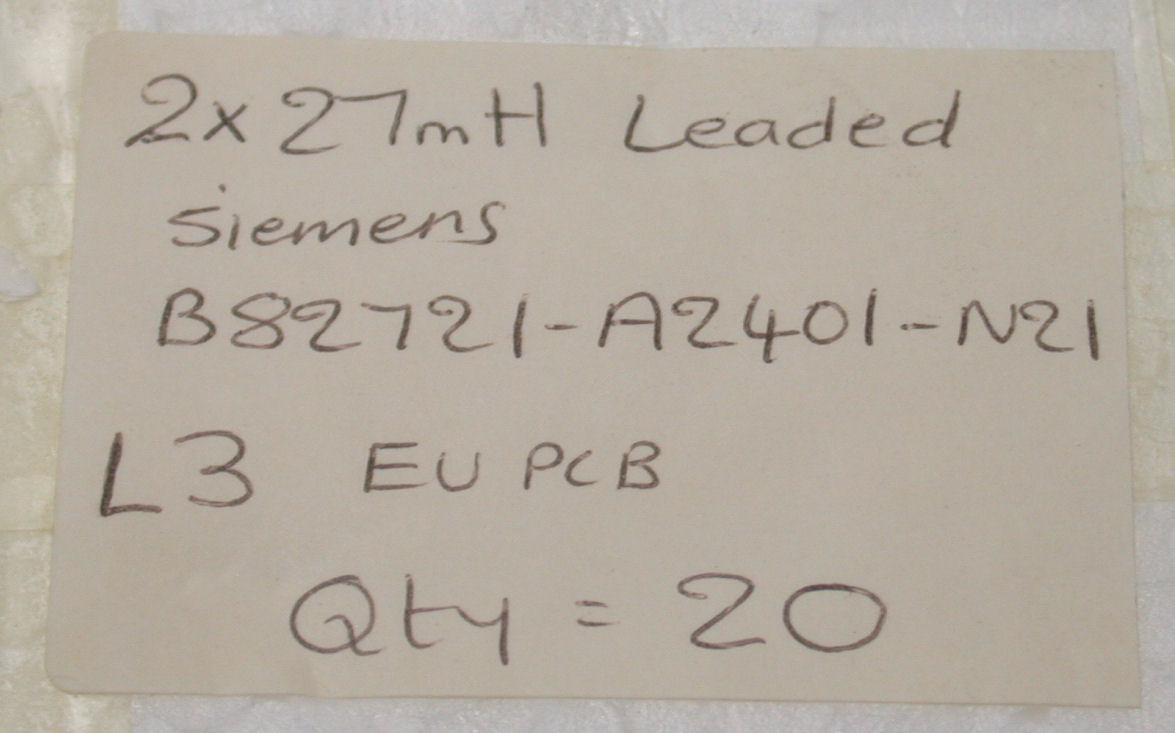 2x27mH Leaded
Siemens
B82721-A2401-N21
L3 EU PCB
Qty = 20